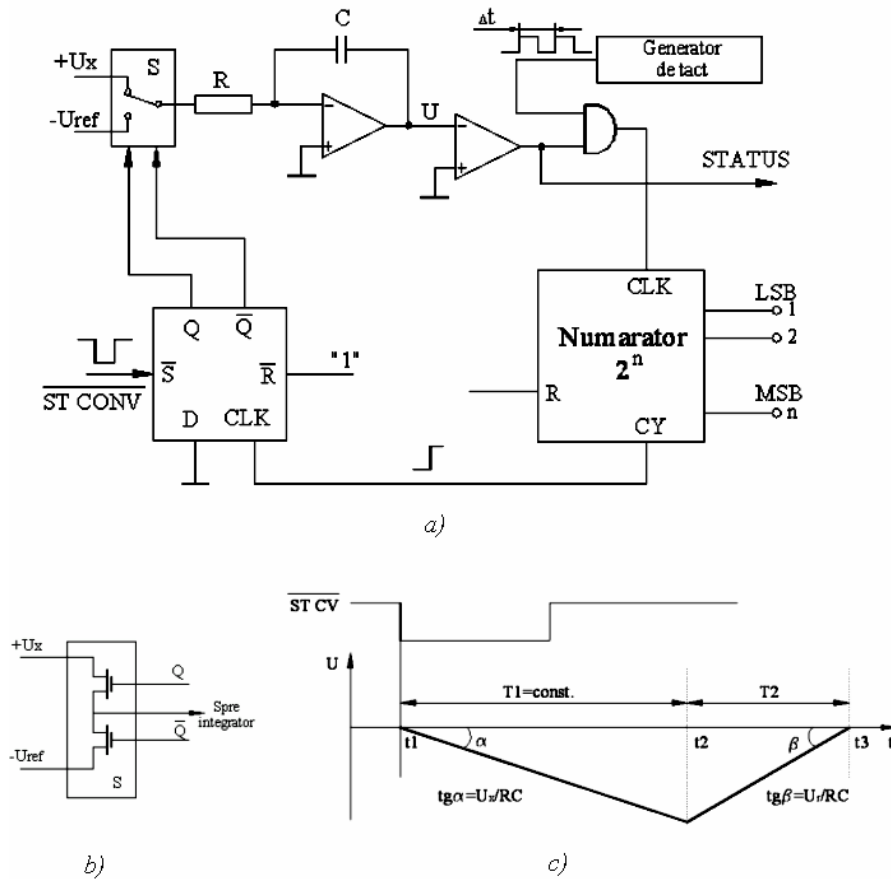 Δt
Generator
de tact
C
+Ux
S
R
-Uref
U
STATUS
CLK
LSB
1
2
Numarator
2^n
MSB
n
R
CY
Q
Q̅
S̅
R̅
"1"
ST CONV
D
CLK
a)
ST CV
U
+Ux
Q
T1=const.
T2
Spre
integrator
t1
α
t2
β
t3
t
Q̅
-Uref
S
tgα=Ux/RC
tgβ=Ur/RC
b)
c)